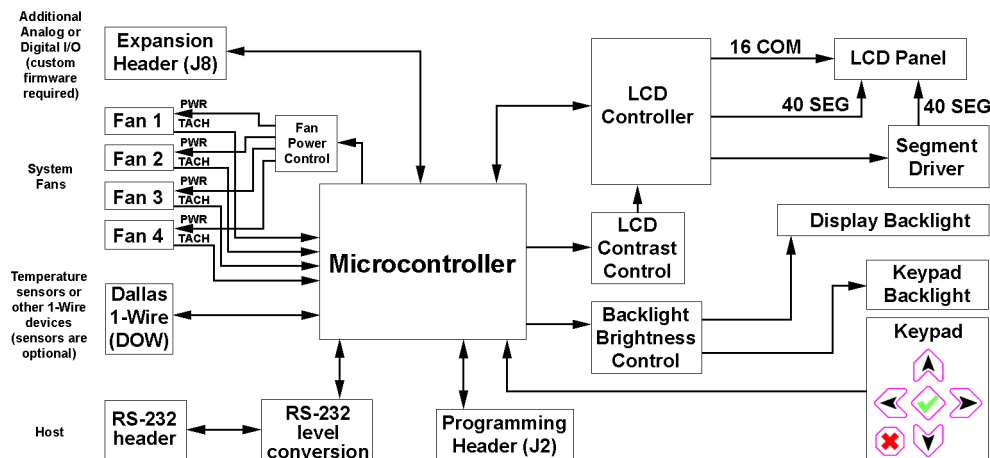 Additional
Analog or
Digital I/O
(custom
firmware
required)
Expansion
Header (J8)
System
Fans
Fan 1
PWR
TACH
Fan 2
PWR
TACH
Fan 3
PWR
TACH
Fan 4
PWR
TACH
Fan
Power
Control
Temperature
sensors or
other 1-Wire
devices
(sensors are
optional)
Dallas
1-Wire
(DOW)
Host
RS-232
header
RS-232
level
conversion
Microcontroller
Programming
Header (J2)
LCD
Controller
16 COM
40 SEG
40 SEG
LCD Panel
Segment
Driver
LCD
Contrast
Control
Backlight
Brightness
Control
Display Backlight
Keypad
Backlight
Keypad